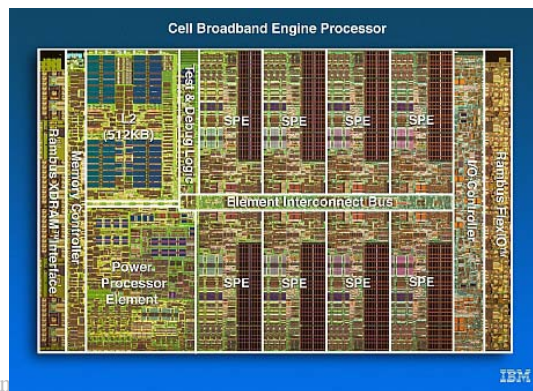 Cell Broadband Engine Processor
Rambus XDRAM™ Interface
Memory Controller
L2
(512KB)
Test & Debug Logic
SPE
SPE
SPE
SPE
Element Interconnect Bus
Power
Processor
Element
SPE
SPE
SPE
SPE
I/O Controller
Rambus FlexIO™
IBM